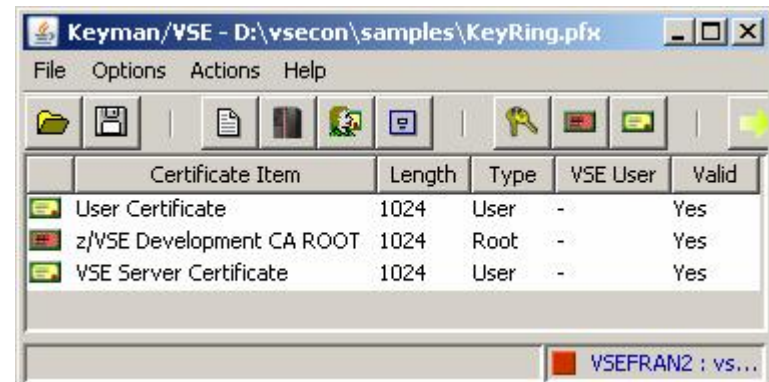 Keyman/VSE - D:\vsecon\samples\KeyRing.pfx
File Options Actions Help
Certificate Item Length Type VSE User Valid
User Certificate 1024 User - Yes
z/VSE Development CA ROOT 1024 Root - Yes
VSE Server Certificate 1024 User - Yes
VSEFRAN2 : vs...